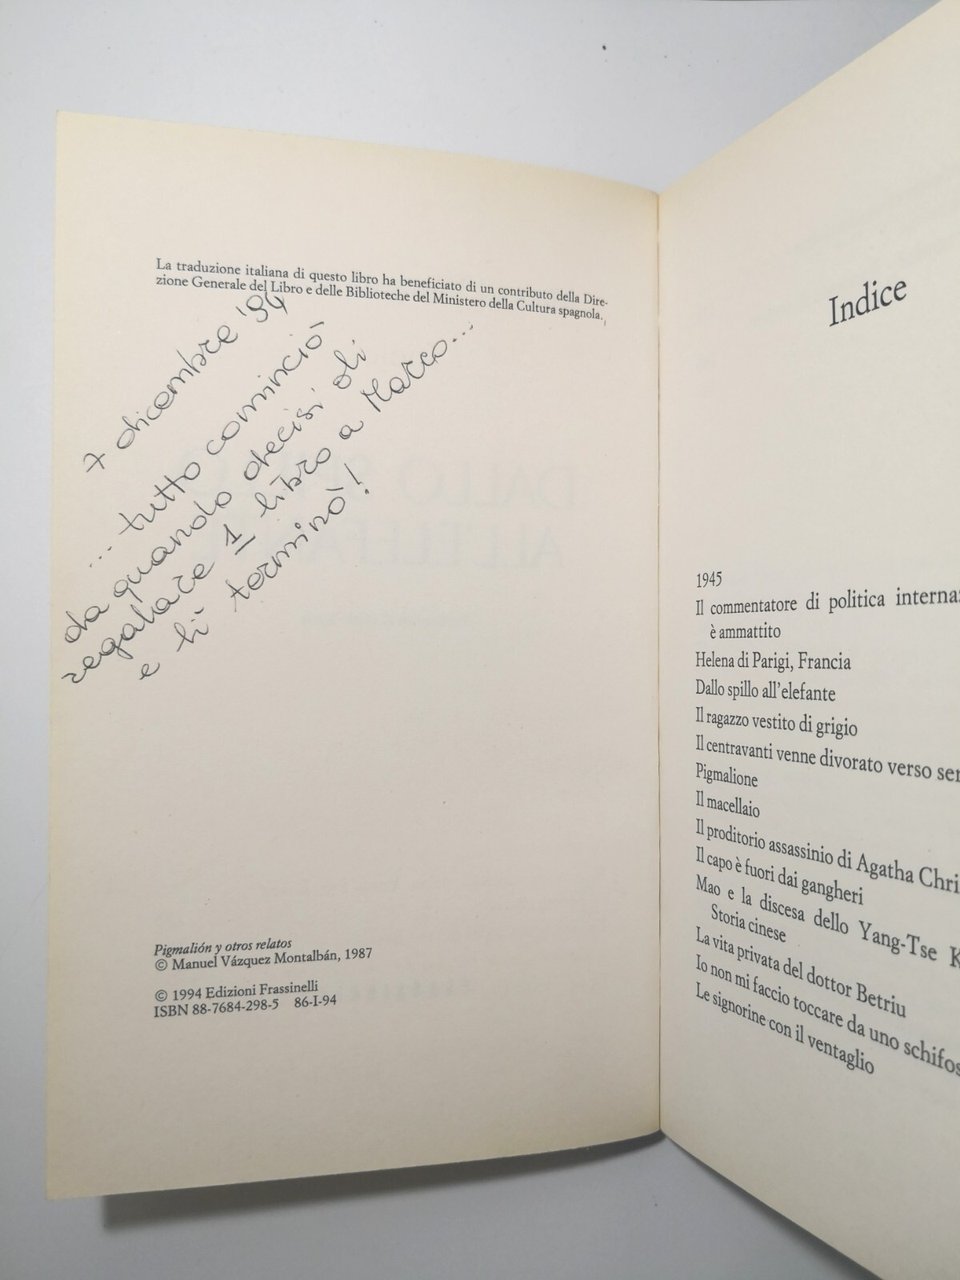 La traduzione italiana di questo libro ha beneficiato di un contributo della Dire-
zione Generale del Libro e delle Biblioteche del Ministero della Cultura spagnola.
7 dicembre '94
... tutto cominciò
da quando decisi di
regalare 1 libro a Marco...
e lì terminò!
DALLO SPILLO
ALL'ELEFANTE
Pigmalión y otros relatos
© Manuel Vázquez Montalbán, 1987
© 1994 Edizioni Frassinelli
ISBN 88-7684-298-5 86-I-94
Indice
1945
Il commentatore di politica interna
è ammattito
Helena di Parigi, Francia
Dallo spillo all'elefante
Il ragazzo vestito di grigio
Il centravanti venne divorato verso ser
Pigmalione
Il macellaio
Il proditorio assassinio di Agatha Chri
Il capo è fuori dai gangheri
Mao e la discesa dello Yang-Tse K
Storia cinese
La vita privata del dottor Betriu
Io non mi faccio toccare da uno schifos
Le signorine con il ventaglio